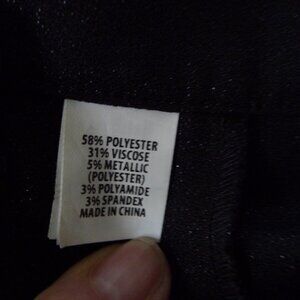 58% POLYESTER
31% VISCOSE
5% METALLIC
(POLYESTER)
3% POLYAMIDE
3% SPANDEX
MADE IN CHINA